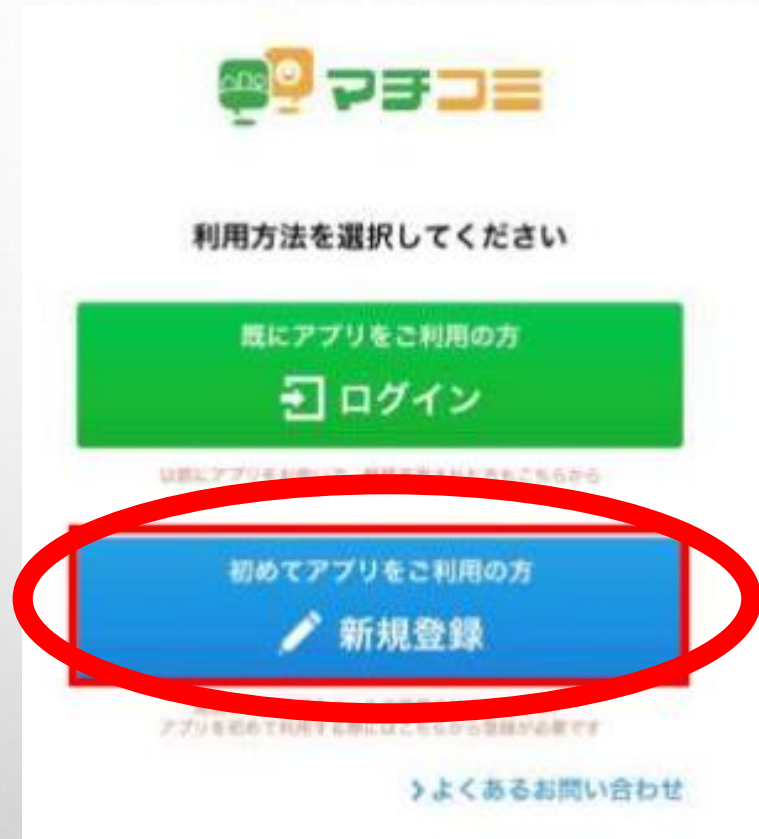 マチコミ
利用方法を選択してください
既にアプリをご利用の方
ログイン
初めてアプリをご利用の方
新規登録
アプリを初めて利用する際にはこちらから登録が必要です
よくあるお問い合わせ